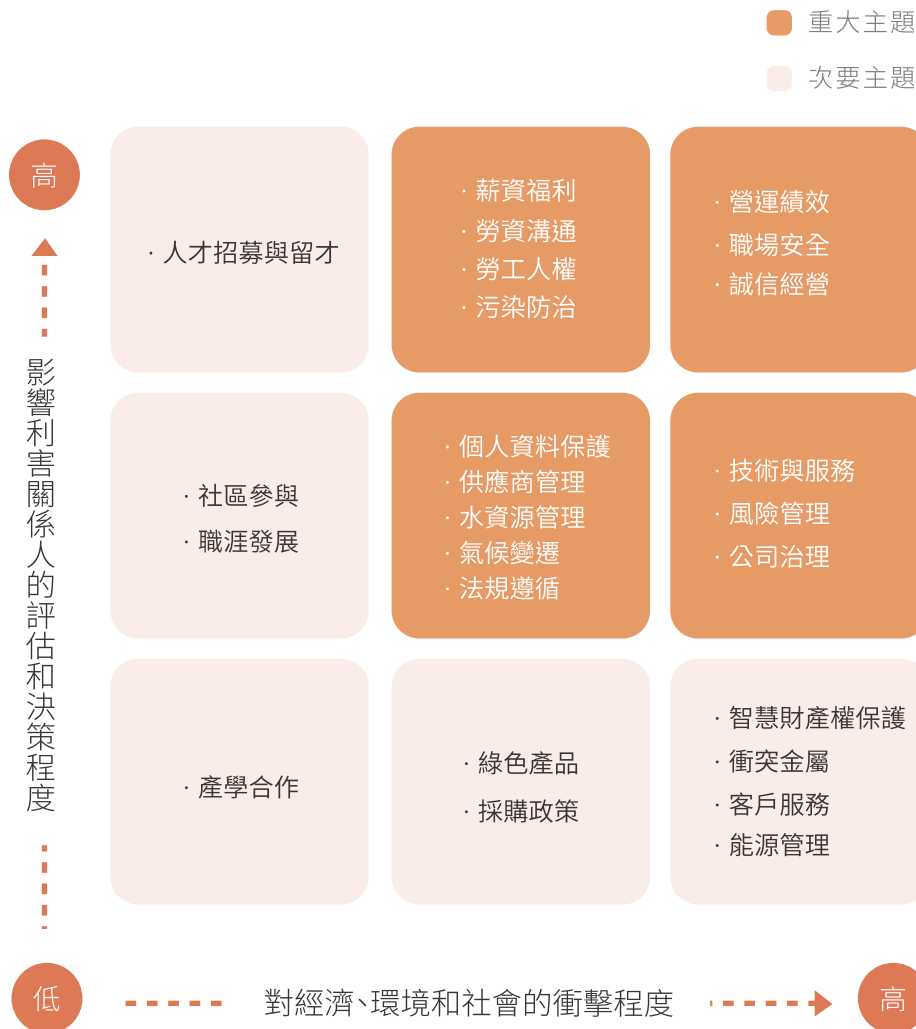 重大主題
次要主題
高
· 人才招募與留才
· 薪資福利
· 勞資溝通
· 勞工人權
· 污染防治
· 營運績效
· 職場安全
· 誠信經營
影響利害關係人的評估和決策程度
· 社區參與
· 職涯發展
· 個人資料保護
· 供應商管理
· 水資源管理
· 氣候變遷
· 法規遵循
· 技術與服務
· 風險管理
· 公司治理
· 產學合作
· 綠色產品
· 採購政策
· 智慧財產權保護
· 衝突金屬
· 客戶服務
· 能源管理
低
對經濟、環境和社會的衝擊程度
高